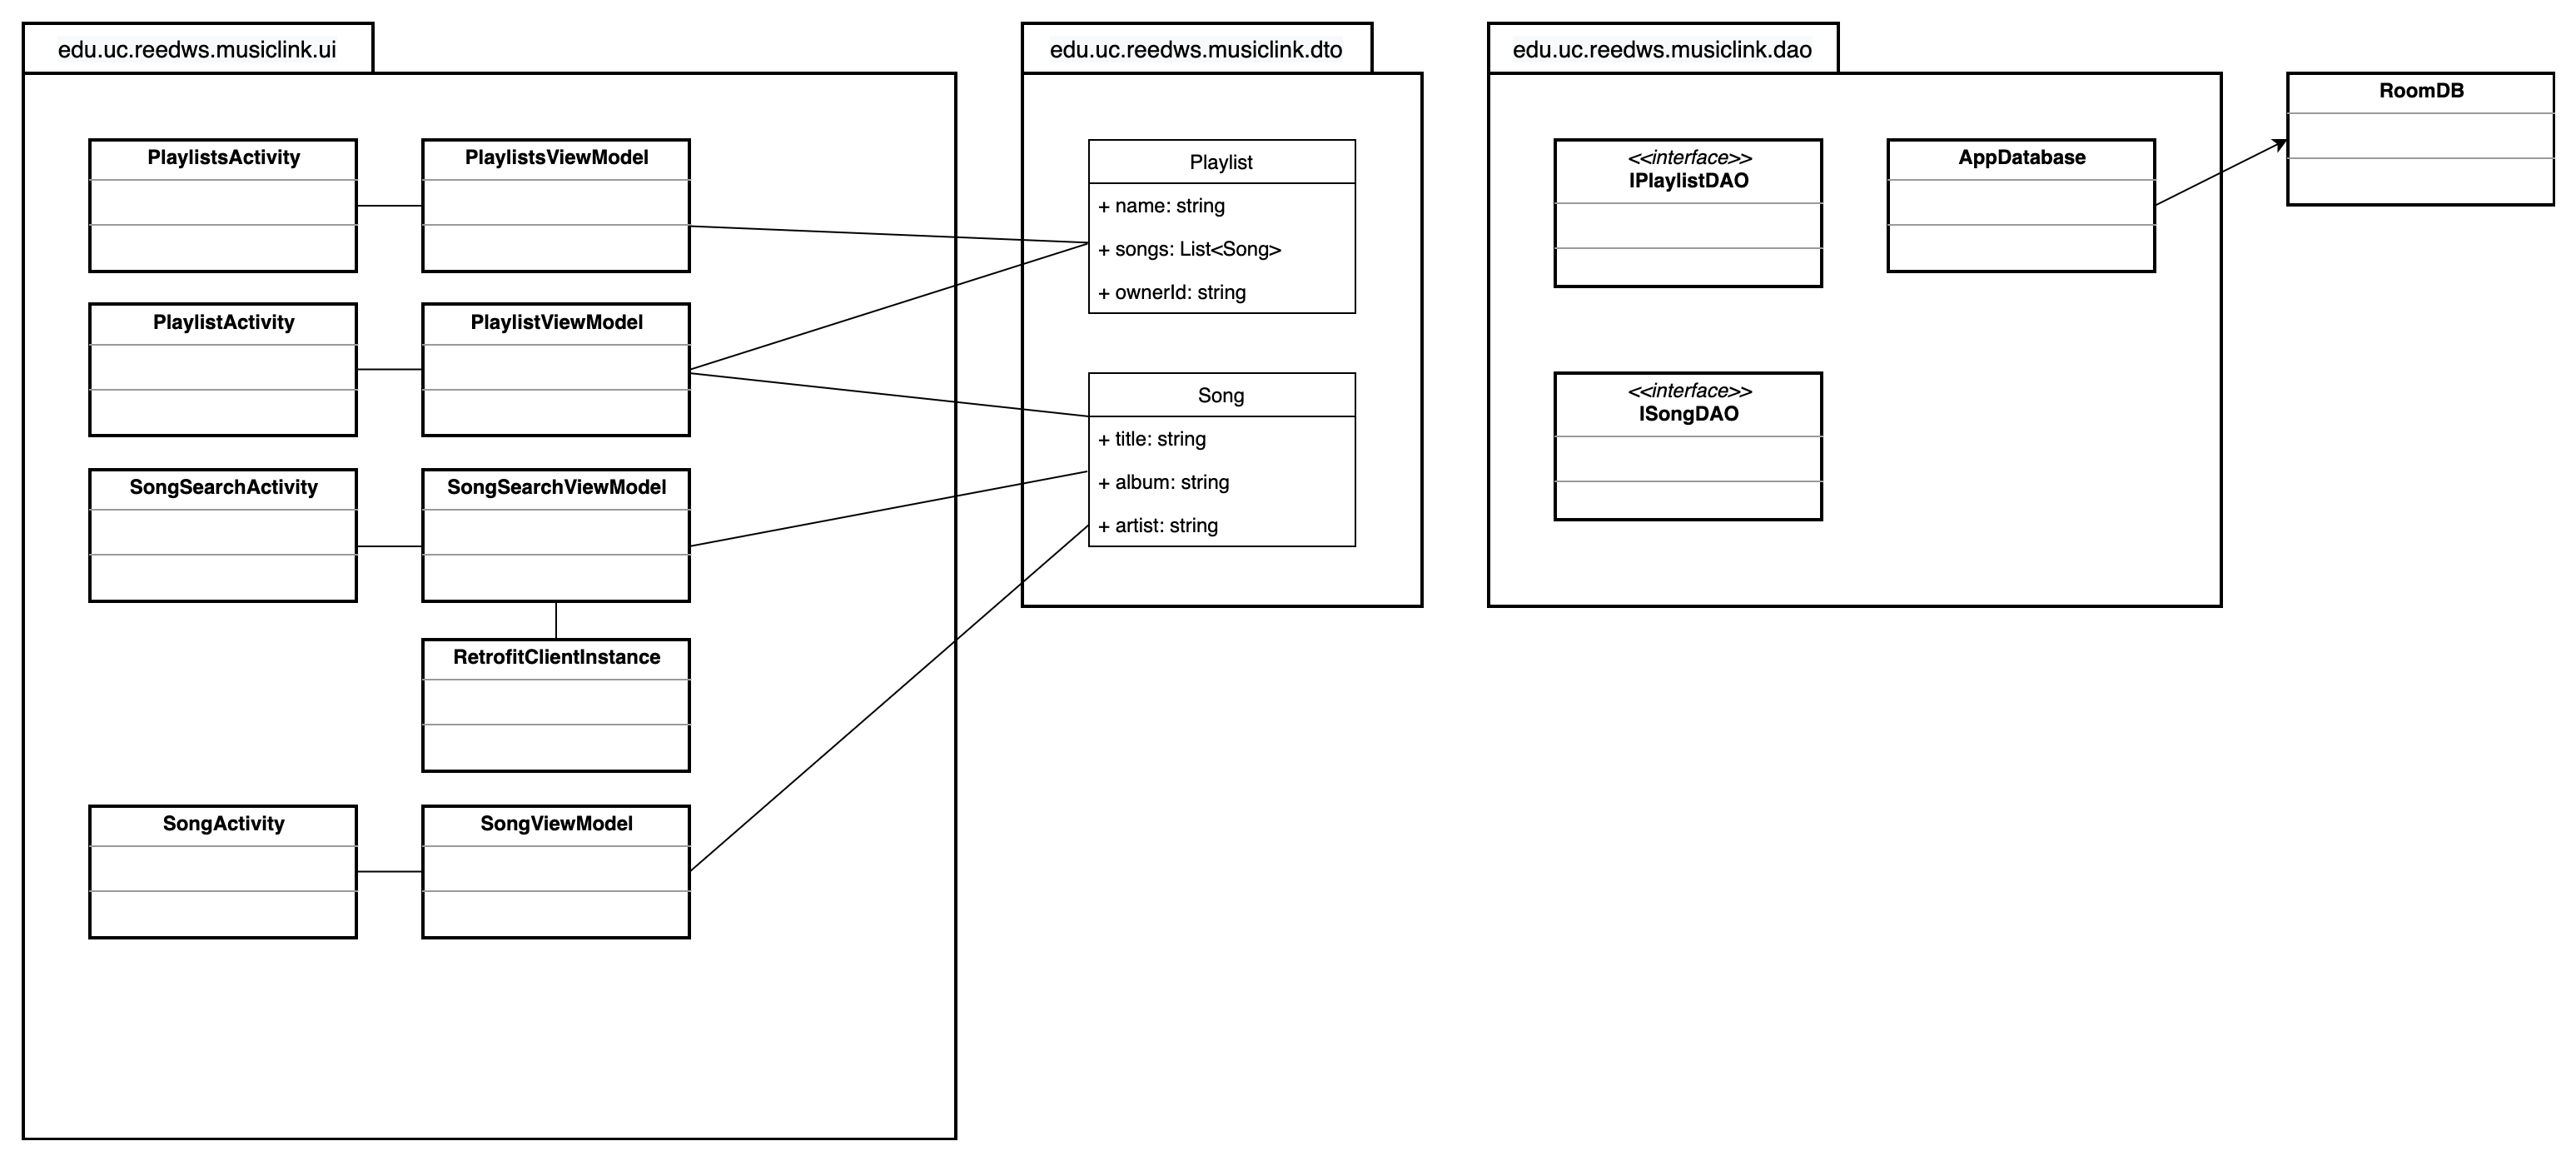 edu.uc.reedws.musiclink.ui
PlaylistsActivity
PlaylistsViewModel
PlaylistActivity
PlaylistViewModel
SongSearchActivity
SongSearchViewModel
RetrofitClientInstance
SongActivity
SongViewModel
edu.uc.reedws.musiclink.dto
Playlist
+ name: string
+ songs: List<Song>
+ ownerId: string
Song
+ title: string
+ album: string
+ artist: string
edu.uc.reedws.musiclink.dao
<<interface>>
IPlaylistDAO
AppDatabase
<<interface>>
ISongDAO
RoomDB